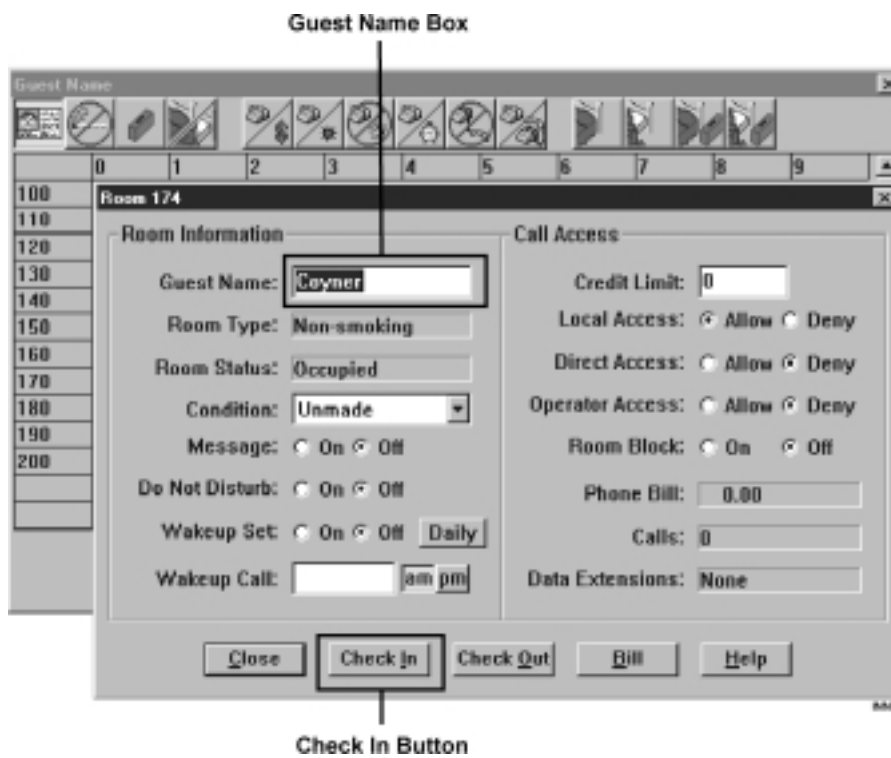 Guest Name Box
Guest Name
0 1 2 3 4 5 6 7 8 9
100
110
120
130
140
150
160
170
180
190
200
Room 174
Room Information
Guest Name: Coyner
Room Type: Non-smoking
Room Status: Occupied
Condition: Unmade
Message: On Off
Do Not Disturb: On Off
Wakeup Set: On Off Daily
Wakeup Call: am pm
Call Access
Credit Limit: 0
Local Access: Allow Deny
Direct Access: Allow Deny
Operator Access: Allow Deny
Room Block: On Off
Phone Bill: 0.00
Calls: 0
Data Extensions: None
Close Check In Check Out Bill Help
Check In Button